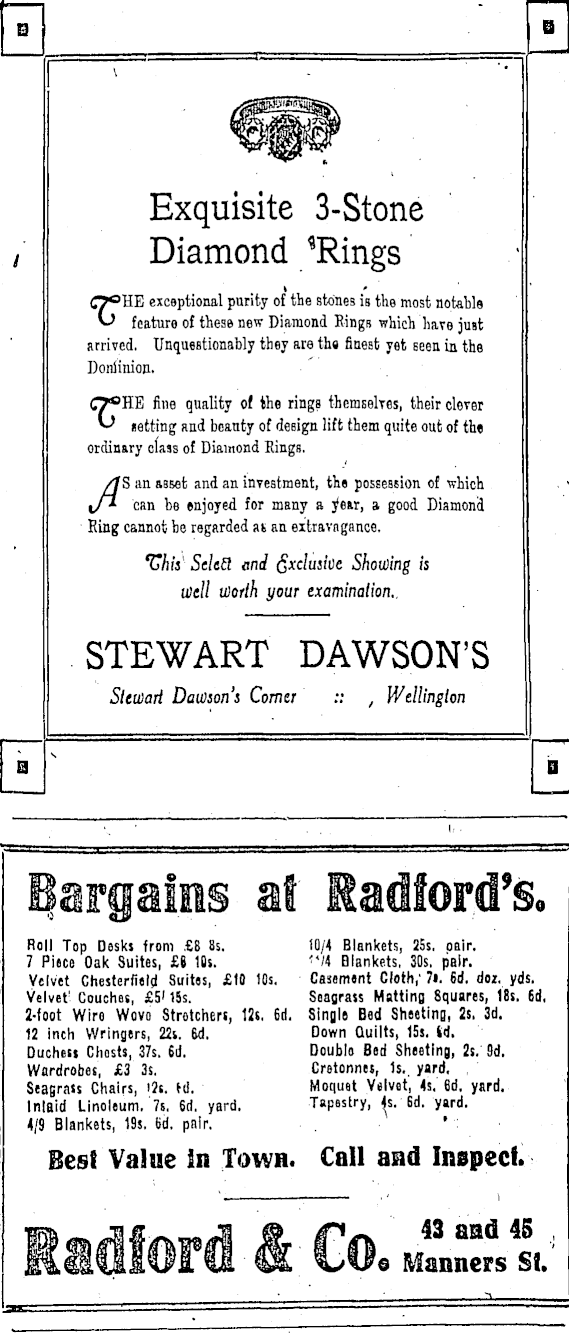 Exquisite 3-Stone
Diamond Rings
THE exceptional purity of the stones is the most notable
feature of these new Diamond Rings which have just
arrived. Unquestionably they are the finest yet seen in the
Dominion.
THE fine quality of the rings themselves, their clever
setting and beauty of design lift them quite out of the
ordinary class of Diamond Rings.
AS an asset and an investment, the possession of which
can be enjoyed for many a year, a good Diamond
Ring cannot be regarded as an extravagance.
This Select and Exclusive Showing is
well worth your examination.
STEWART DAWSON'S
Stewart Dawson's Corner :: , Wellington
Bargains at Radford's.
Roll Top Desks from £8 8s.
7 Piece Oak Suites, £6 10s.
Velvet Chesterfield Suites, £10 10s.
Velvet Couches, £5 15s.
2-foot Wire Wove Stretchers, 12s. 6d.
12 inch Wringers, 22s. 6d.
Duchess Chests, 37s. 6d.
Wardrobes, £3 3s.
Seagrass Chairs, 12s. 6d.
Inlaid Linoleum. 7s. 6d. yard.
4/9 Blankets, 19s. 6d. pair.
10/4 Blankets, 25s. pair.
11/4 Blankets, 30s. pair.
Casement Cloth, 7s. 6d. doz. yds.
Seagrass Matting Squares, 18s. 6d.
Single Bed Sheeting, 2s. 3d.
Down Quilts, 15s. 6d.
Double Bed Sheeting, 2s. 9d.
Cretonnes, 1s. yard.
Moquet Velvet, 4s. 6d. yard.
Tapestry, 4s. 6d. yard.
Best Value in Town. Call and Inspect.
Radford & Co. 43 and 45
Manners St.